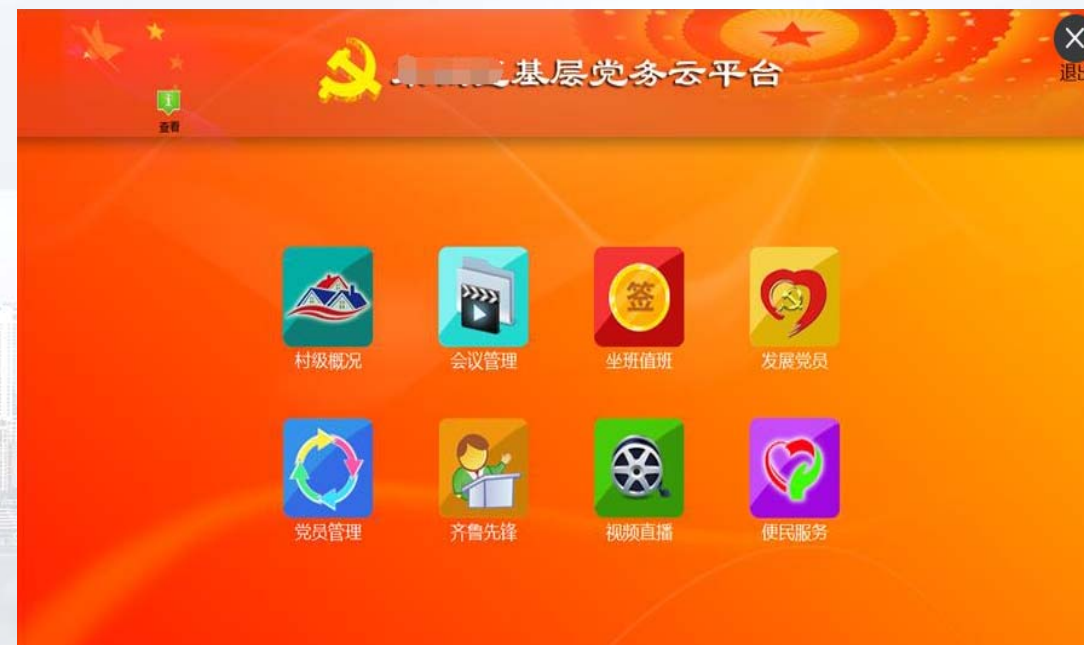 基层党务云平台
退出
查看
村级概况
会议管理
签
坐班值班
发展党员
党员管理
齐鲁先锋
视频直播
便民服务